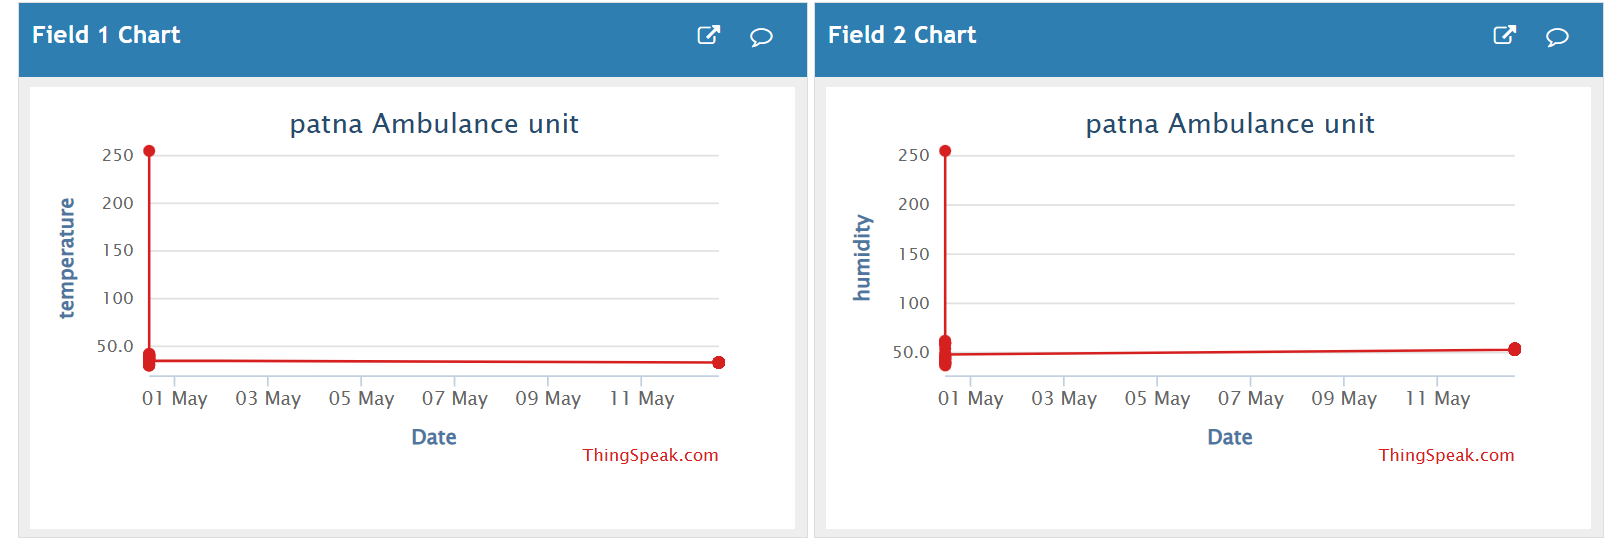 Field 1 Chart
patna Ambulance unit
temperature
250
200
150
100
50.0
01 May 03 May 05 May 07 May 09 May 11 May
Date
ThingSpeak.com
Field 2 Chart
patna Ambulance unit
humidity
250
200
150
100
50.0
01 May 03 May 05 May 07 May 09 May 11 May
Date
ThingSpeak.com